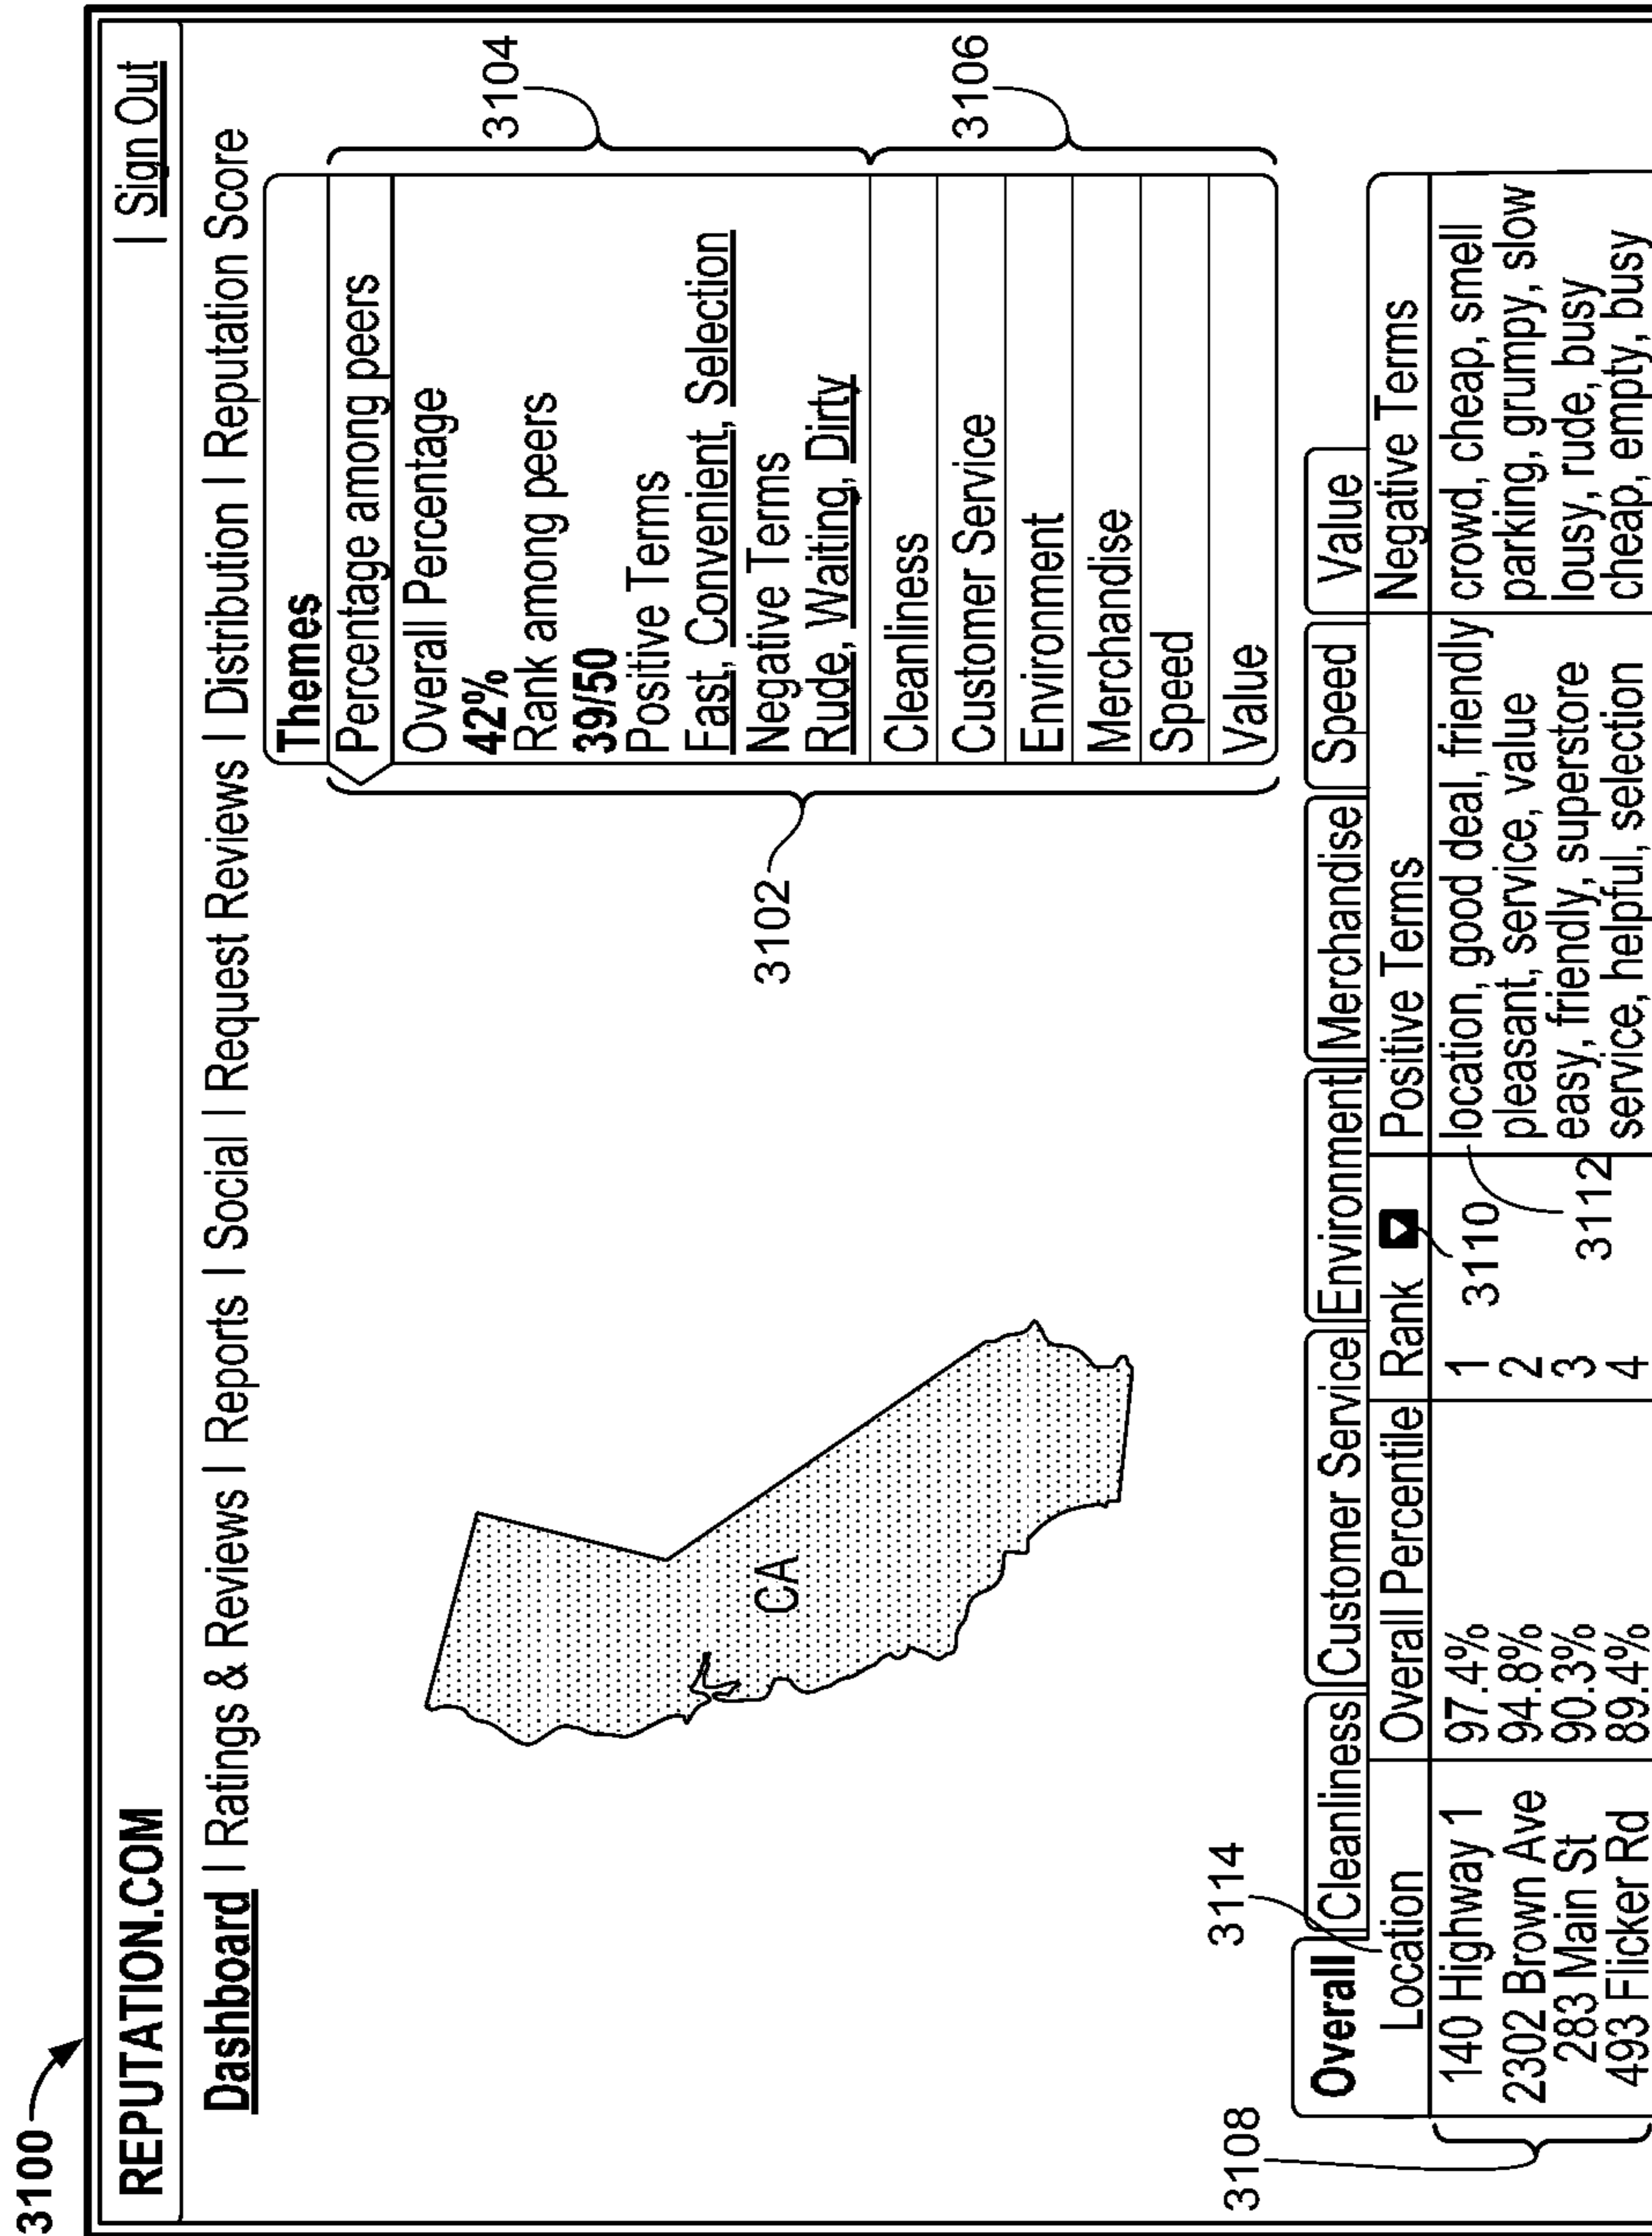 3100
REPUTATION.COM | Sign Out
Dashboard | Ratings & Reviews | Reports | Social | Request Reviews | Distribution | Reputation Score
Themes
Percentage among peers
Overall Percentage
42%
Rank among peers
39/50
Positive Terms
Fast, Convenient, Selection
Negative Terms
Rude, Waiting, Dirty
Cleanliness
Customer Service
Environment
Merchandise
Speed
Value
3102
3104
3106
CA
3114
3108
Overall Cleanliness Customer Service Environment Merchandise Speed Value
Location Overall Percentile Rank Positive Terms Negative Terms
140 Highway 1 97.4% 1 location, good deal, friendly crowd, cheap, smell
2302 Brown Ave 94.8% 2 pleasant, service, value parking, grumpy, slow
283 Main St 90.3% 3 easy, friendly, superstore lousy, rude, busy
493 Flicker Rd 89.4% 4 service, helpful, selection cheap, empty, busy
3110
3112